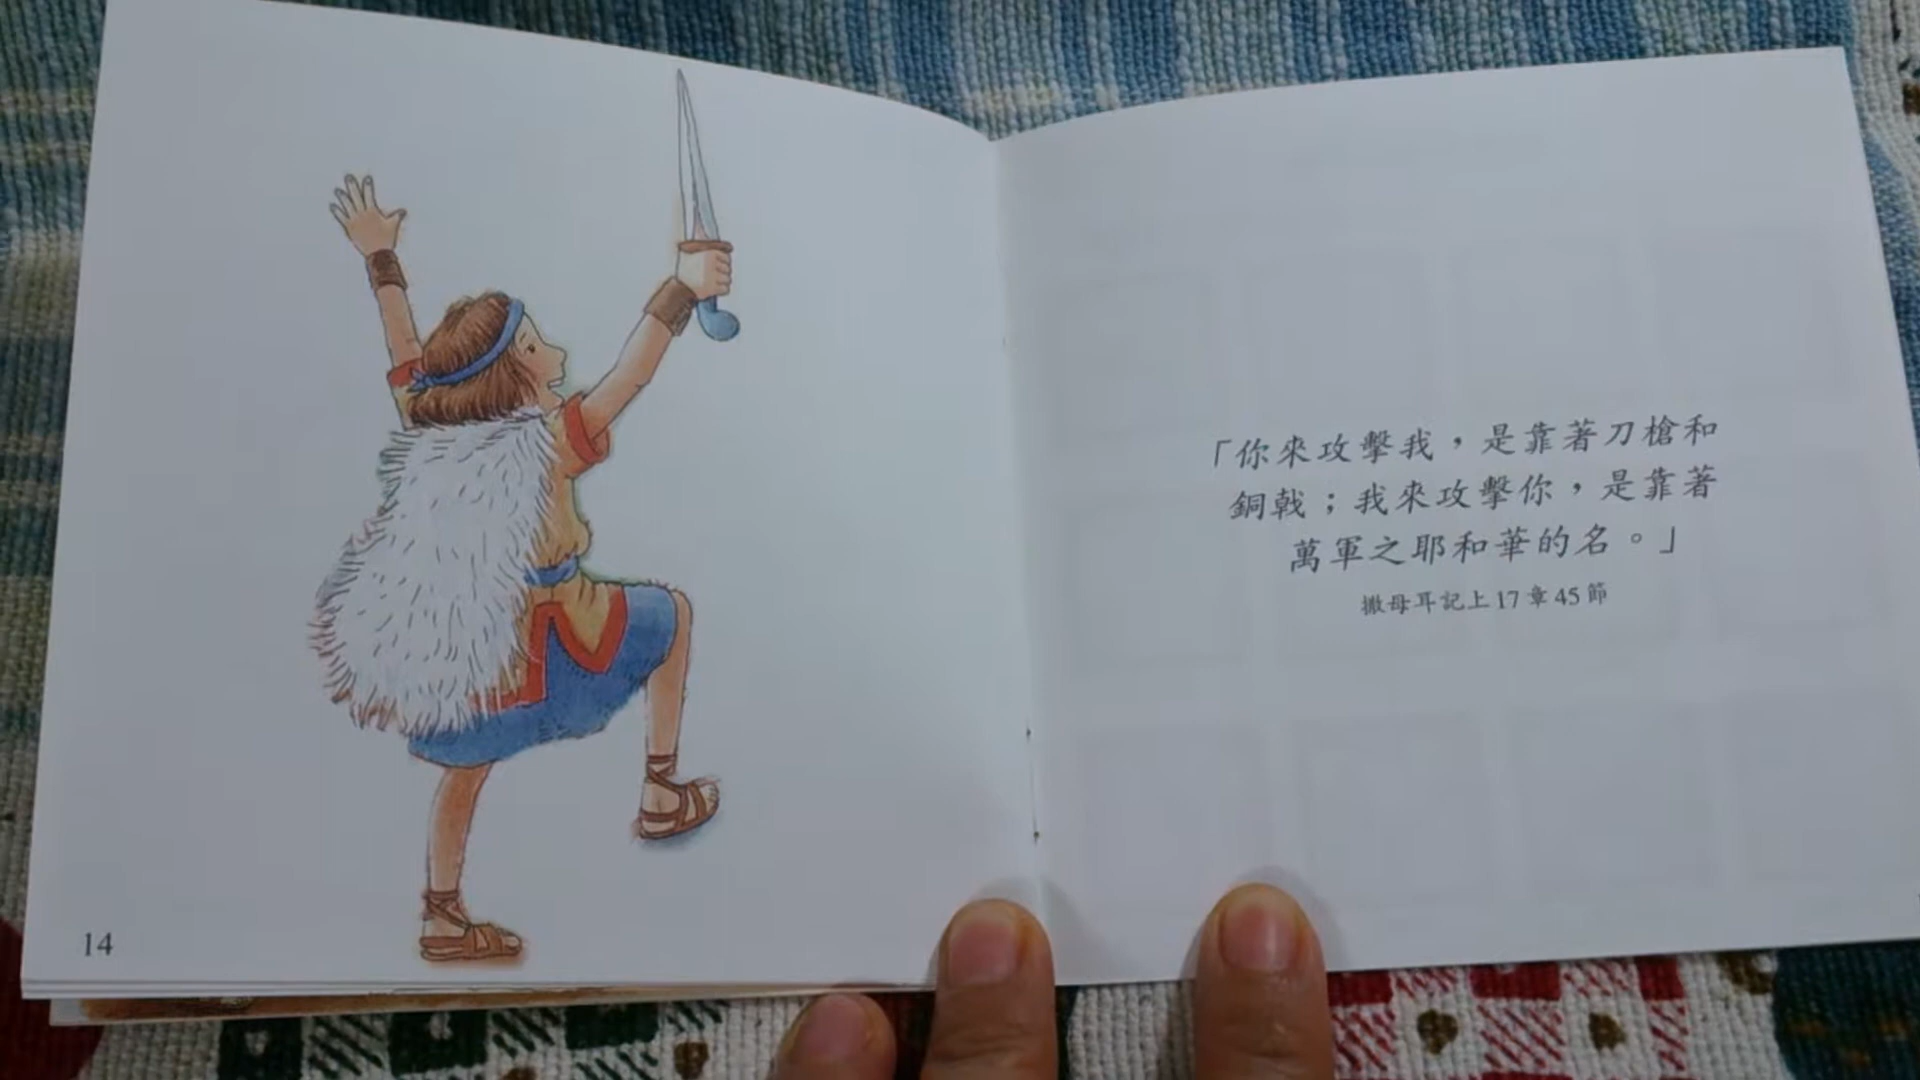 14
「你來攻擊我，是靠著刀槍和
銅戟；我來攻擊你，是靠著
萬軍之耶和華的名。」
撒母耳記上17章45節